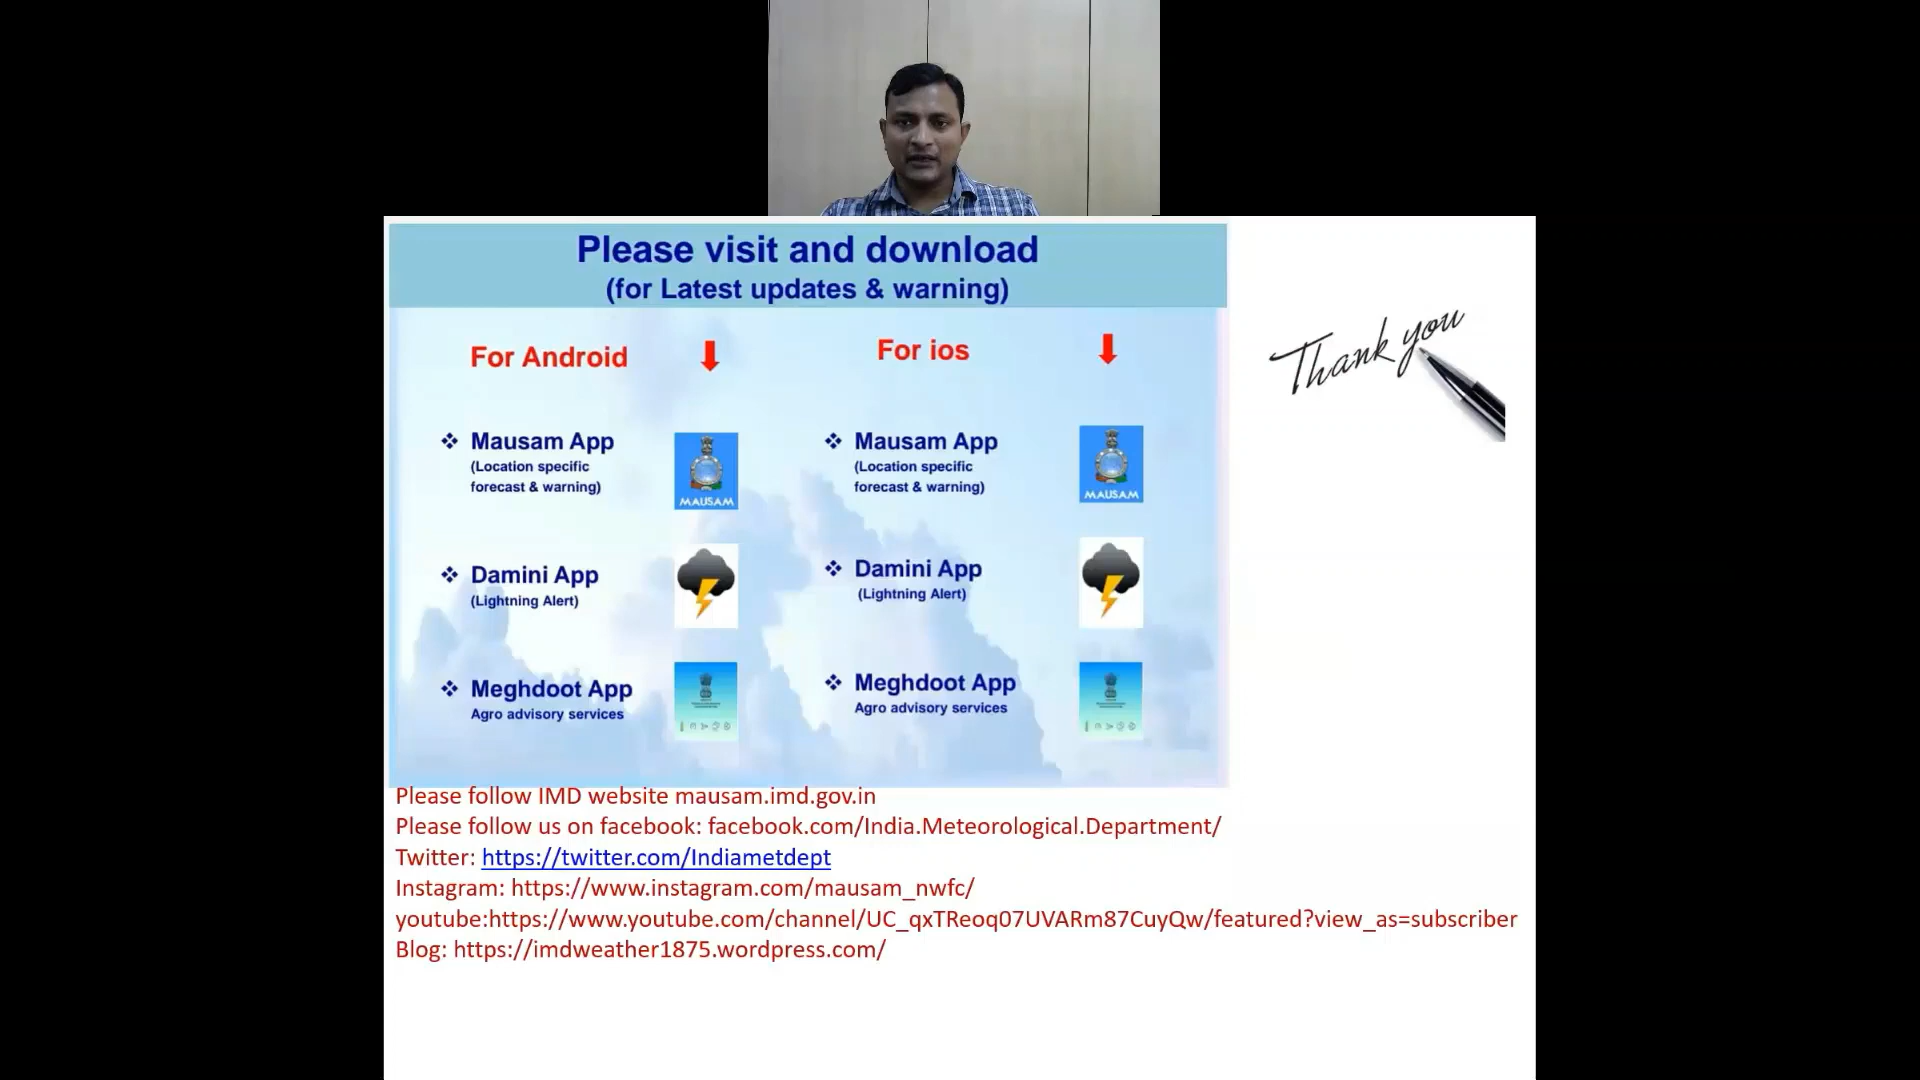 Please visit and download
(for Latest updates & warning)
For Android
For ios
Mausam App
(Location specific
forecast & warning)
MAUSAM
Mausam App
(Location specific
forecast & warning)
MAUSAM
Damini App
(Lightning Alert)
Damini App
(Lightning Alert)
Meghdoot App
Agro advisory services
Meghdoot App
Agro advisory services
Thank you
Please follow IMD website mausam.imd.gov.in
Please follow us on facebook: facebook.com/India.Meteorological.Department/
Twitter: https://twitter.com/Indiametdept
Instagram: https://www.instagram.com/mausam_nwfc/
youtube:https://www.youtube.com/channel/UC_qxTReoq07UVARm87CuyQw/featured?view_as=subscriber
Blog: https://imdweather1875.wordpress.com/